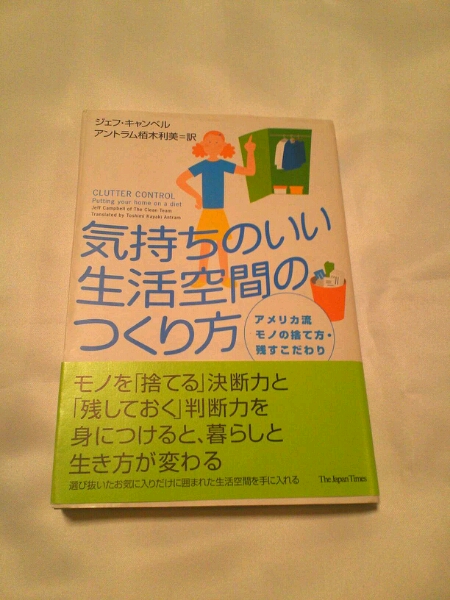 ジェフ・キャンベル
アントラム栢木利美=訳
CLUTTER CONTROL
Putting your home on a diet
Jeff Campbell of The Clean Team
Translated by Toshimi Kayaki Antram
気持ちのいい
生活空間の
つくり方
アメリカ流
モノの捨て方・
残すこだわり
モノを「捨てる」決断力と
「残しておく」判断力を
身につけると、暮らしと
生き方が変わる
選び抜いたお気に入りだけに囲まれた生活空間を手に入れる
The Japan Times